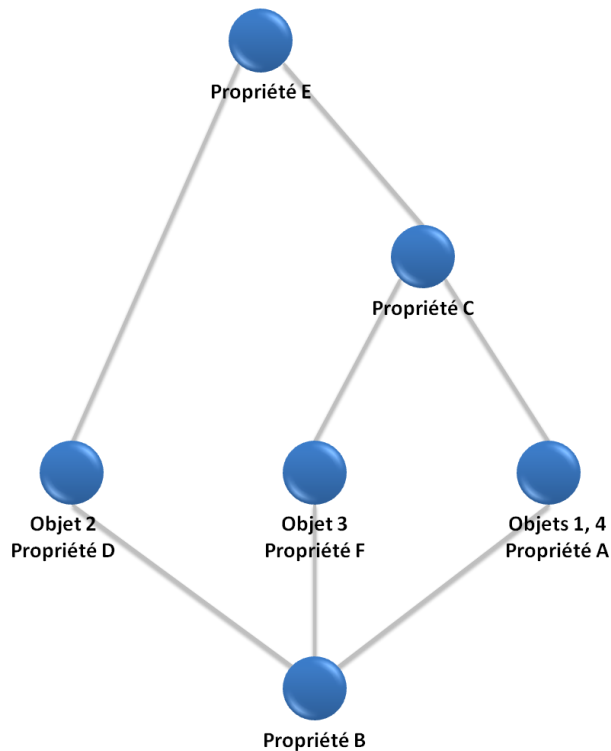 Propriété E
Propriété C
Objet 2
Propriété D
Objet 3
Propriété F
Objets 1, 4
Propriété A
Propriété B